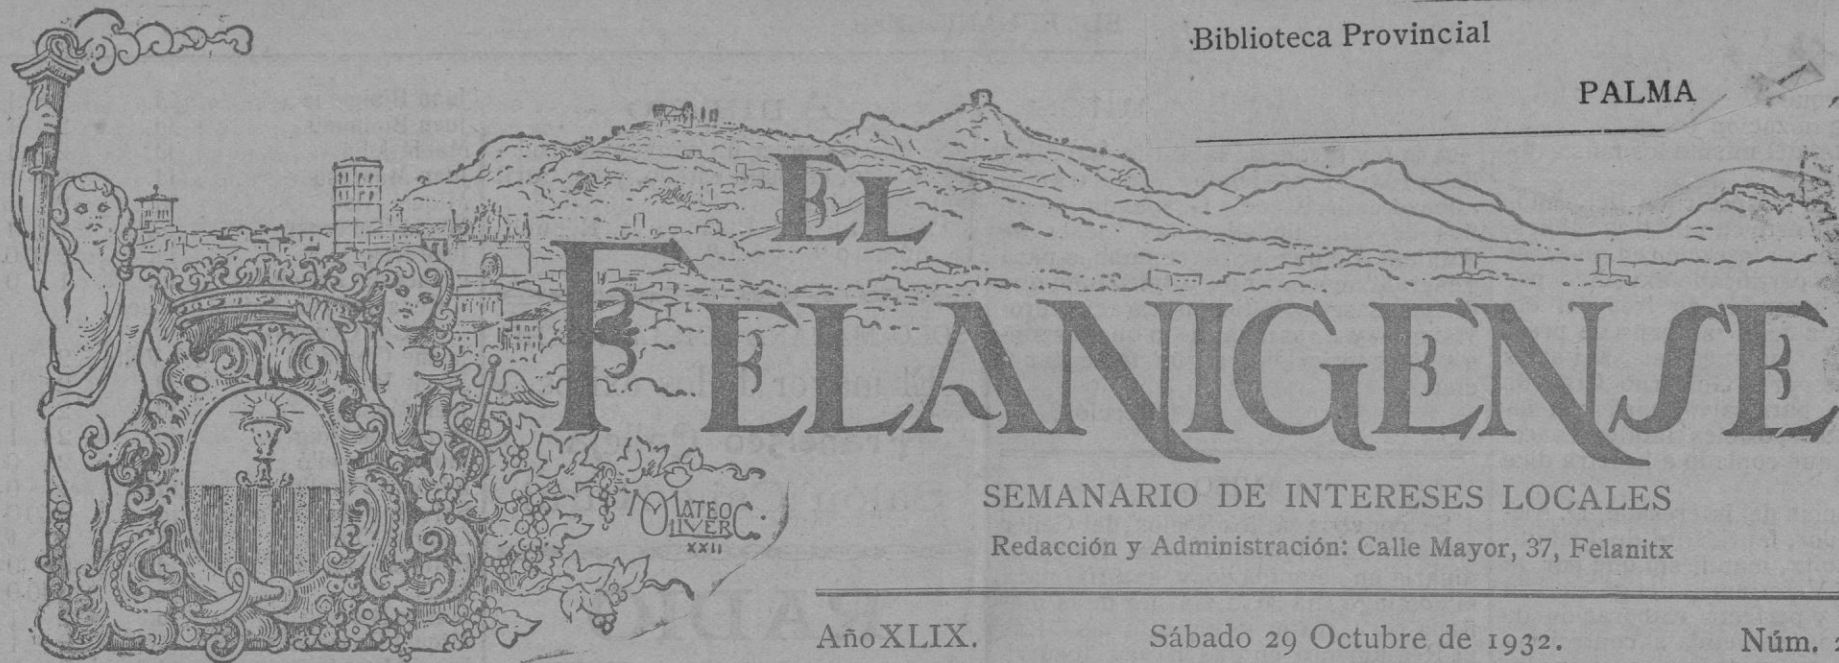 Biblioteca Provincial
PALMA
EL
FELANIGENSE
MATEO
OLIVER C.
XXII
SEMANARIO DE INTERESES LOCALES
Redacción y Administración: Calle Mayor, 37, Felanitx
Año XLIX. Sábado 29 Octubre de 1932. Núm.